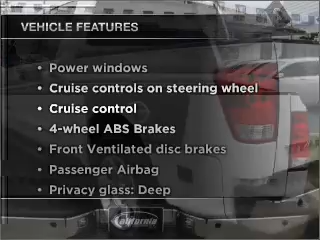 VEHICLE FEATURES
• Power windows
• Cruise controls on steering wheel
• Cruise control
• 4-wheel ABS Brakes
• Front Ventilated disc brakes
• Passenger Airbag
• Privacy glass: Deep
California